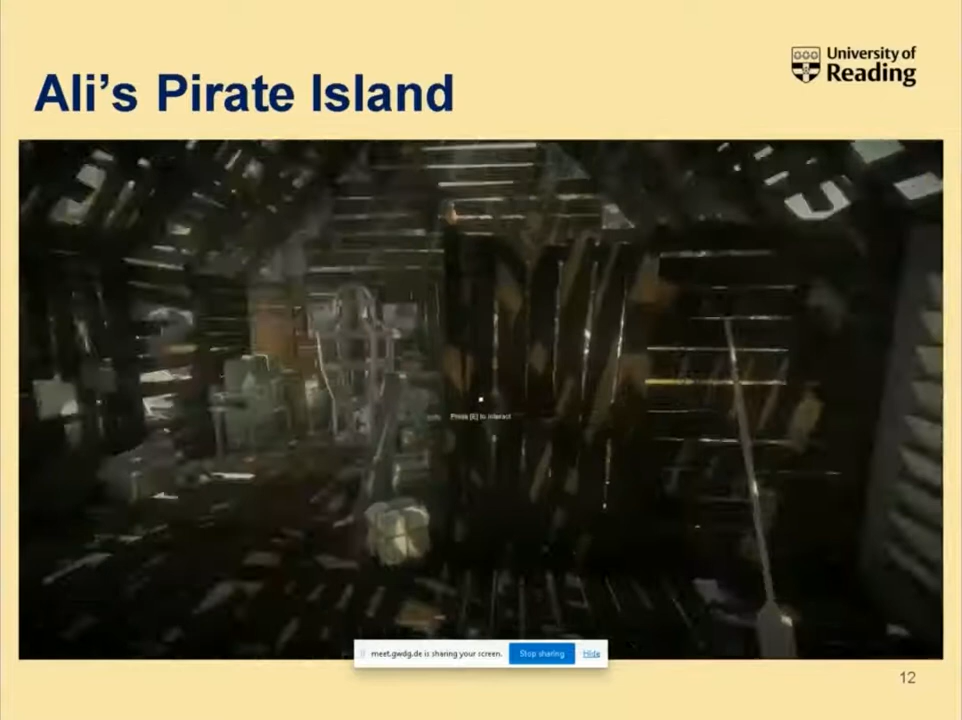 University of
Reading
Ali's Pirate Island
Press [E] to interact
meet.gwdg.de is sharing your screen.
Stop sharing
Hide
12